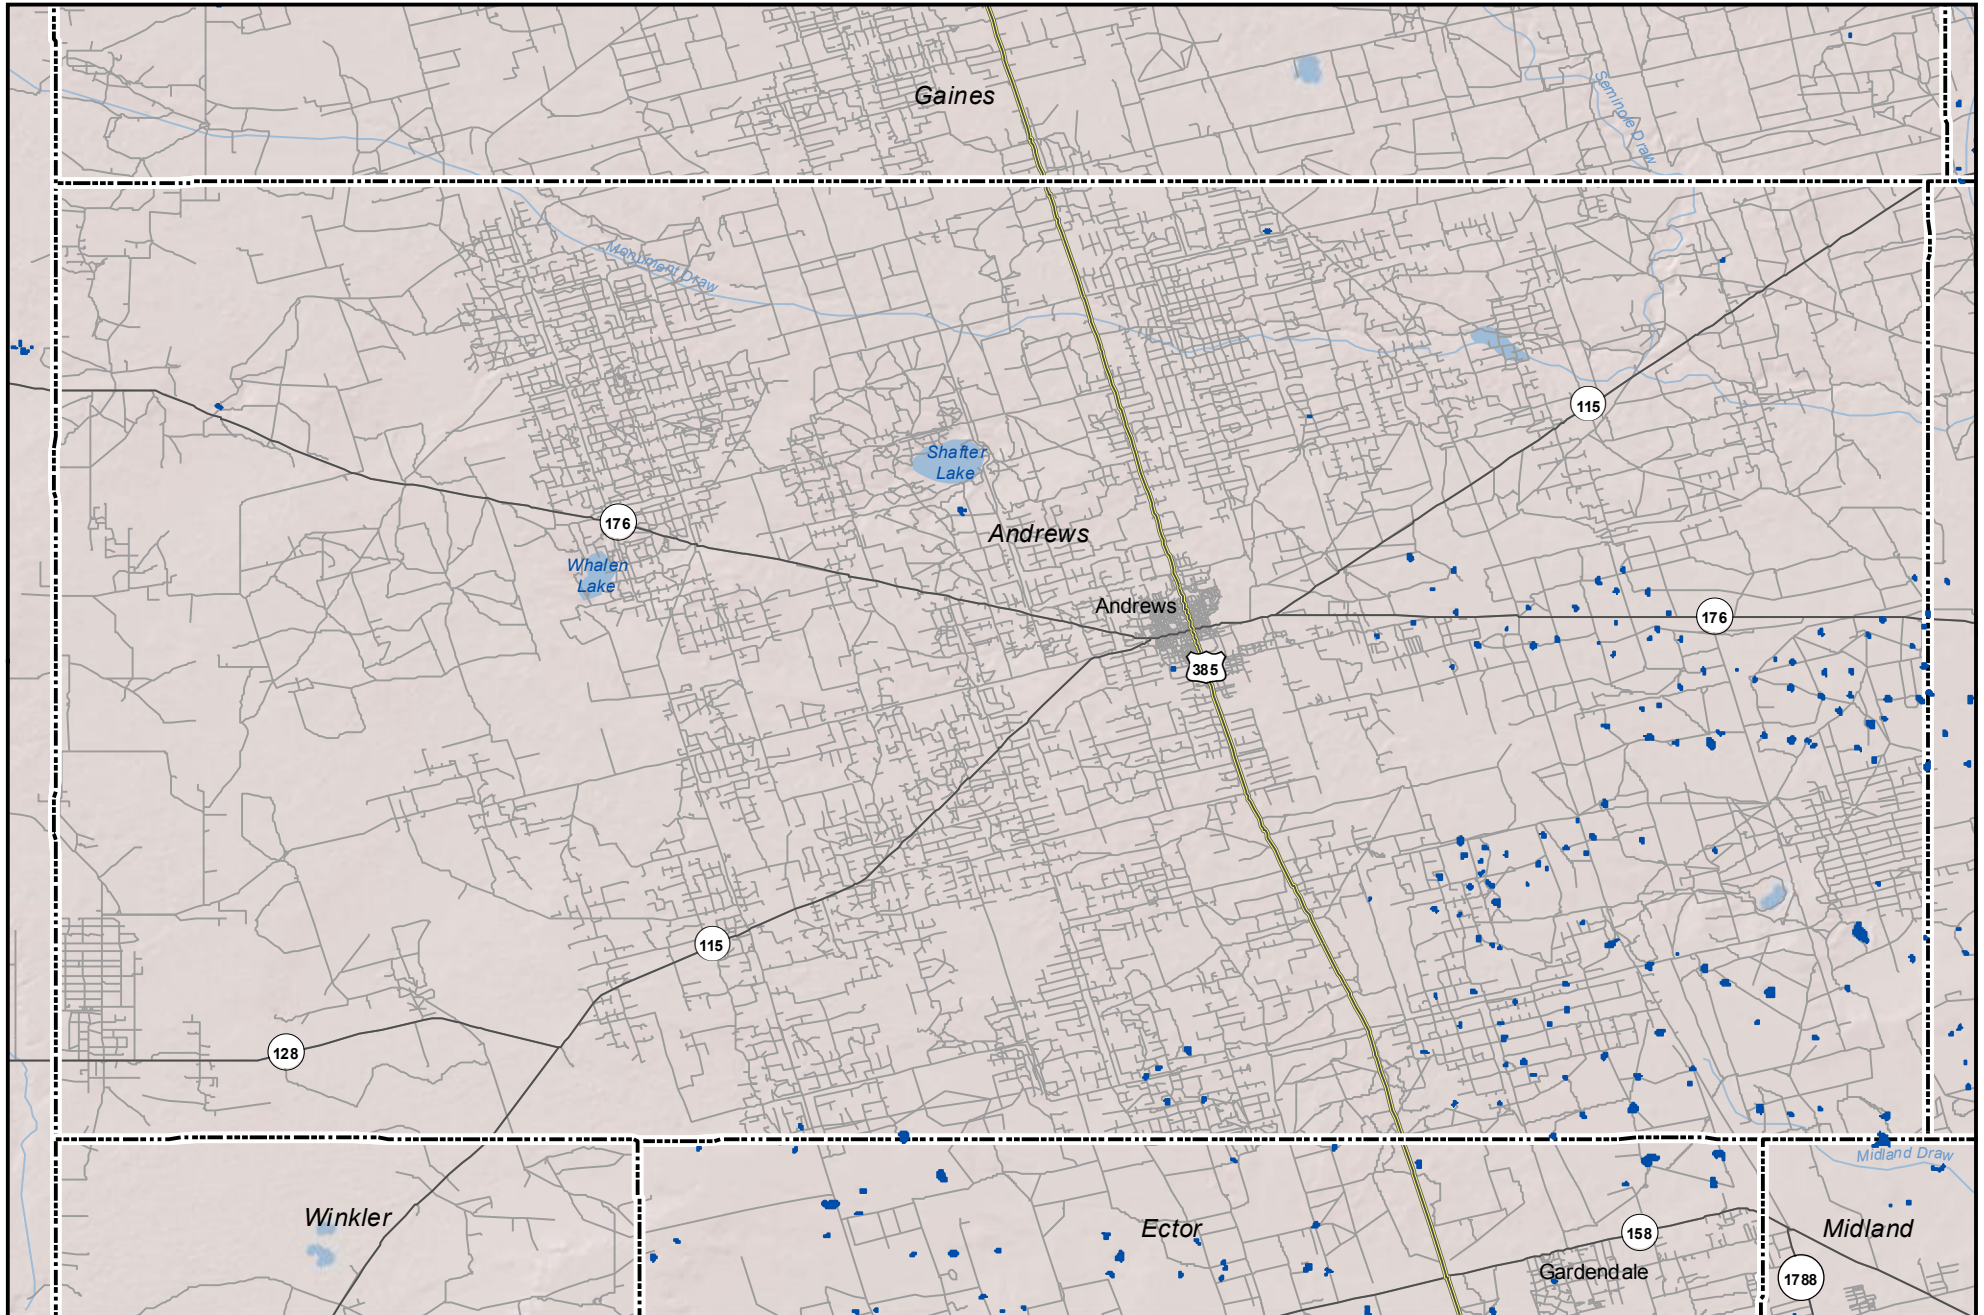 Gaines
Seminole Draw
Monument Draw
115
Shafter
Lake
176
Andrews
Whalen
Lake
Andrews
176
385
115
128
Midland Draw
Winkler
Ector
158
Midland
Gardendale
1788